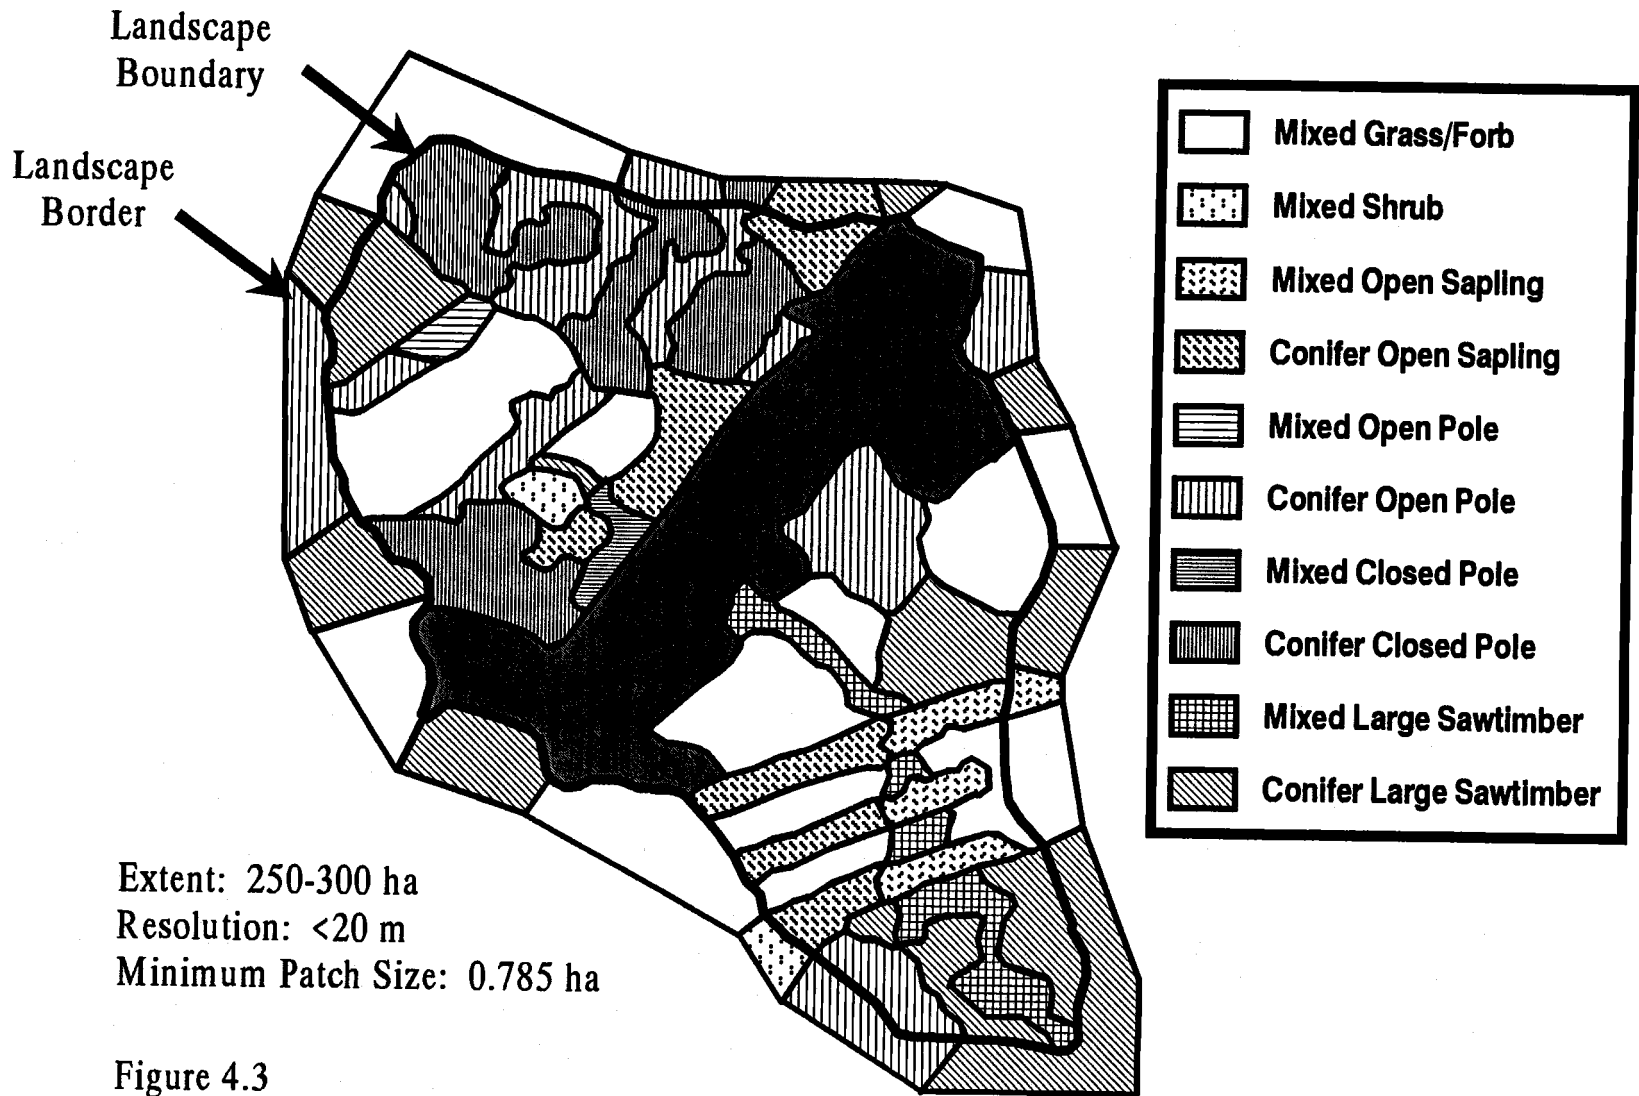 Landscape
Boundary
Landscape
Border
Mixed Grass/Forb
Mixed Shrub
Mixed Open Sapling
Conifer Open Sapling
Mixed Open Pole
Conifer Open Pole
Mixed Closed Pole
Conifer Closed Pole
Mixed Large Sawtimber
Conifer Large Sawtimber
Extent: 250-300 ha
Resolution: <20 m
Minimum Patch Size: 0.785 ha
Figure 4.3